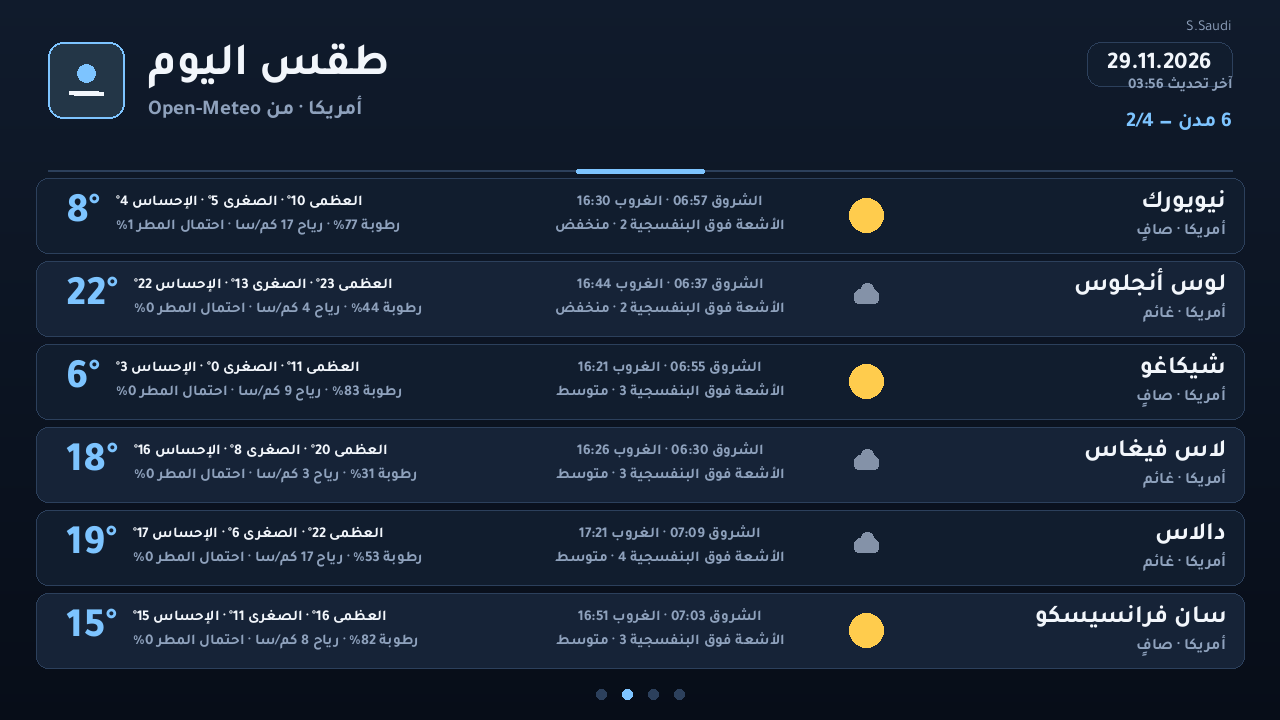 S.Saudi
29.11.2026
آخر تحديث 03:56
6 مدن – 2/4
طقس اليوم
أمريكا · من Open-Meteo
نيويورك
أمريكا · صافٍ
الشروق 06:57 · الغروب 16:30
الأشعة فوق البنفسجية 2 · منخفض
العظمى 10° · الصغرى 5° · الإحساس 4°
رطوبة 77% · رياح 17 كم/سا · احتمال المطر 1%
8°
لوس أنجلوس
أمريكا · غائم
الشروق 06:37 · الغروب 16:44
الأشعة فوق البنفسجية 2 · منخفض
العظمى 23° · الصغرى 13° · الإحساس 22°
رطوبة 44% · رياح 4 كم/سا · احتمال المطر 0%
22°
شيكاغو
أمريكا · صافٍ
الشروق 06:55 · الغروب 16:21
الأشعة فوق البنفسجية 3 · متوسط
العظمى 11° · الصغرى 0° · الإحساس 3°
رطوبة 83% · رياح 9 كم/سا · احتمال المطر 0%
6°
لاس فيغاس
أمريكا · غائم
الشروق 06:30 · الغروب 16:26
الأشعة فوق البنفسجية 3 · متوسط
العظمى 20° · الصغرى 8° · الإحساس 16°
رطوبة 31% · رياح 3 كم/سا · احتمال المطر 0%
18°
دالاس
أمريكا · غائم
الشروق 07:09 · الغروب 17:21
الأشعة فوق البنفسجية 4 · متوسط
العظمى 22° · الصغرى 6° · الإحساس 17°
رطوبة 53% · رياح 17 كم/سا · احتمال المطر 0%
19°
سان فرانسيسكو
أمريكا · صافٍ
الشروق 07:03 · الغروب 16:51
الأشعة فوق البنفسجية 3 · متوسط
العظمى 16° · الصغرى 11° · الإحساس 15°
رطوبة 82% · رياح 8 كم/سا · احتمال المطر 0%
15°